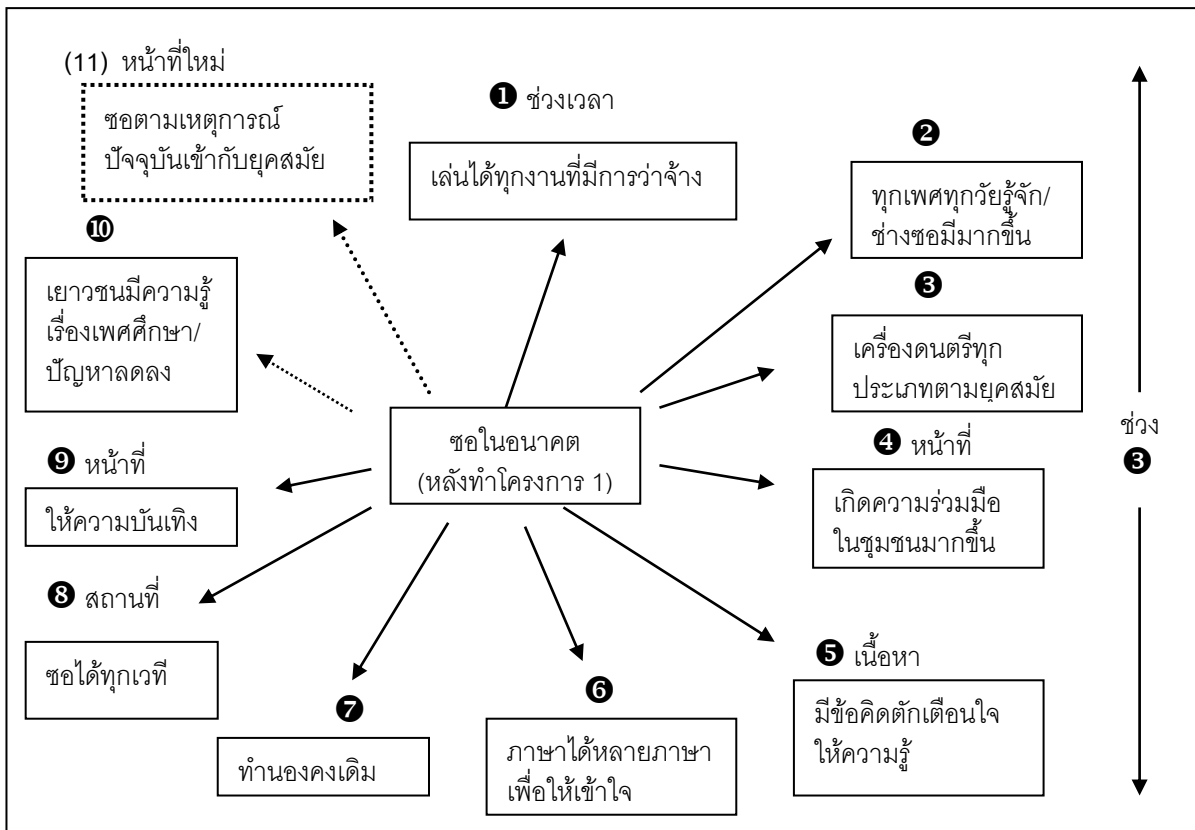 (11) หน้าที่ใหม่
ซอตามเหตุการณ์
ปัจจุบันเข้ากับยุคสมัย
❶ ช่วงเวลา
เล่นได้ทุกงานที่มีการว่าจ้าง
❷
ทุกเพศทุกวัยรู้จัก/
ช่างซอมีมากขึ้น
❸
เครื่องดนตรีทุก
ประเภทตามยุคสมัย
❹ หน้าที่
เกิดความร่วมมือ
ในชุมชนมากขึ้น
❺ เนื้อหา
มีข้อคิดตักเตือนใจ
ให้ความรู้
❻
ภาษาได้หลายภาษา
เพื่อให้เข้าใจ
❼
ทำนองคงเดิม
❽ สถานที่
ซอได้ทุกเวที
❾ หน้าที่
ให้ความบันเทิง
❿
เยาวชนมีความรู้
เรื่องเพศศึกษา/
ปัญหาลดลง
ซอในอนาคต
(หลังทำโครงการ 1)
ช่วง
❸